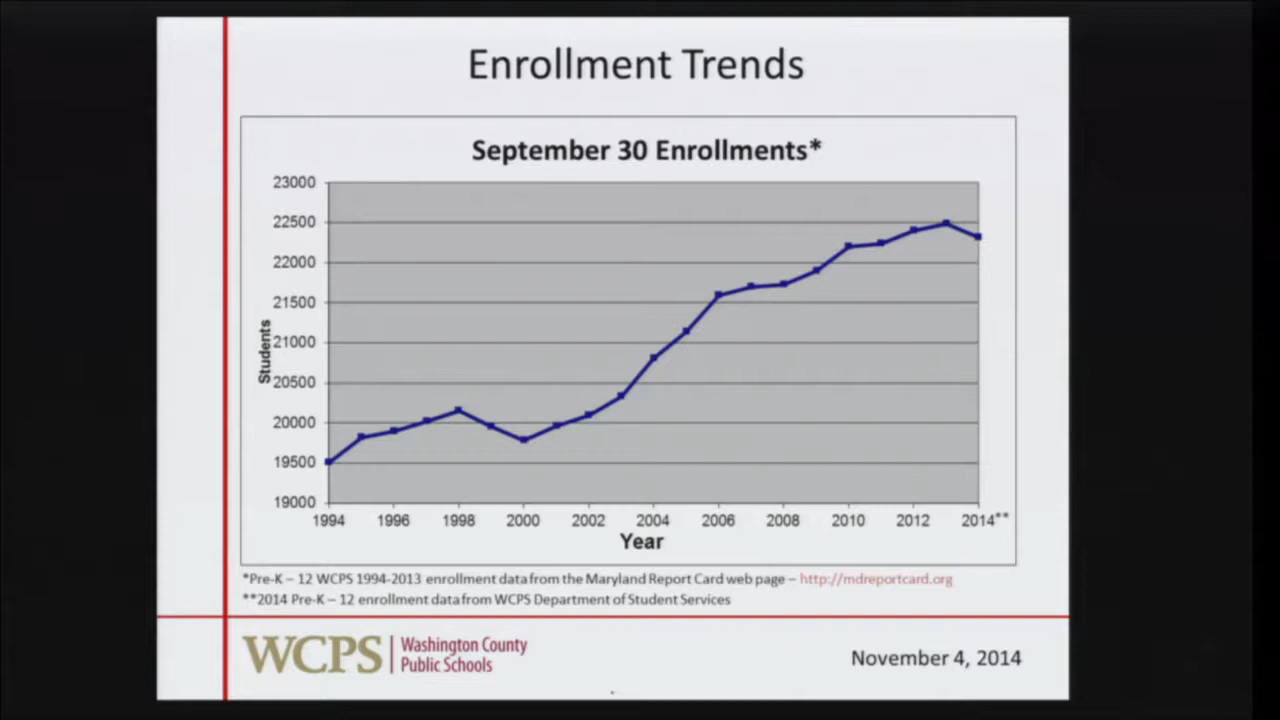 Enrollment Trends
September 30 Enrollments*
23000
22500
22000
21500
21000
20500
20000
19500
19000
Students
1994 1996 1998 2000 2002 2004 2006 2008 2010 2012 2014**
Year
*Pre-K – 12 WCPS 1994-2013 enrollment data from the Maryland Report Card web page – http://mdreportcard.org
**2014 Pre-K – 12 enrollment data from WCPS Department of Student Services
WCPS
Washington County
Public Schools
November 4, 2014